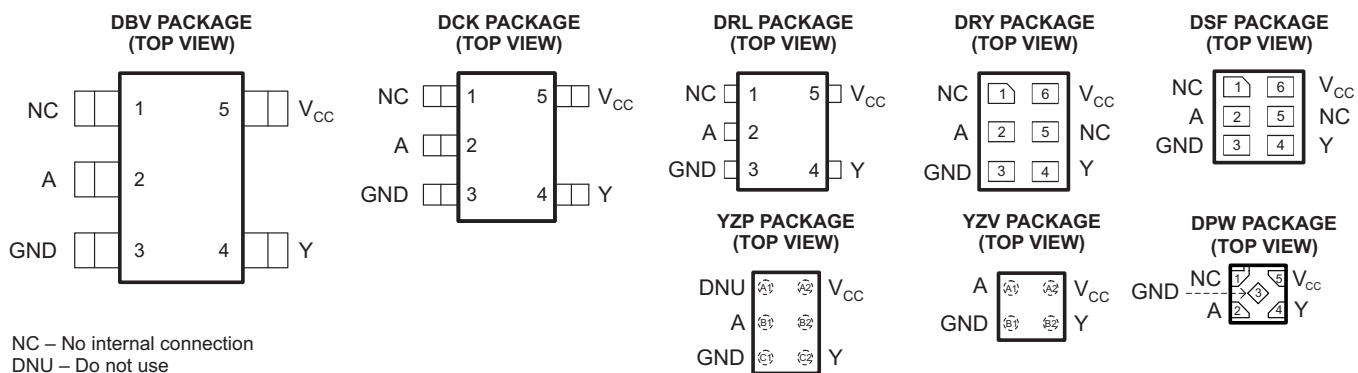 DBV PACKAGE
(TOP VIEW)
NC 1 5 VCC
A 2
GND 3 4 Y
DCK PACKAGE
(TOP VIEW)
NC 1 5 VCC
A 2
GND 3 4 Y
DRL PACKAGE
(TOP VIEW)
NC 1 5 VCC
A 2
GND 3 4 Y
DRY PACKAGE
(TOP VIEW)
NC 1 6 VCC
A 2 5 NC
GND 3 4 Y
DSF PACKAGE
(TOP VIEW)
NC 1 6 VCC
A 2 5 NC
GND 3 4 Y
YZP PACKAGE
(TOP VIEW)
DNU A1 A2 VCC
A B1 B2
GND C1 C2 Y
YZV PACKAGE
(TOP VIEW)
A A1 A2 VCC
GND B1 B2 Y
DPW PACKAGE
(TOP VIEW)
NC 1 5 VCC
GND 3
A 2 4 Y
NC – No internal connection
DNU – Do not use